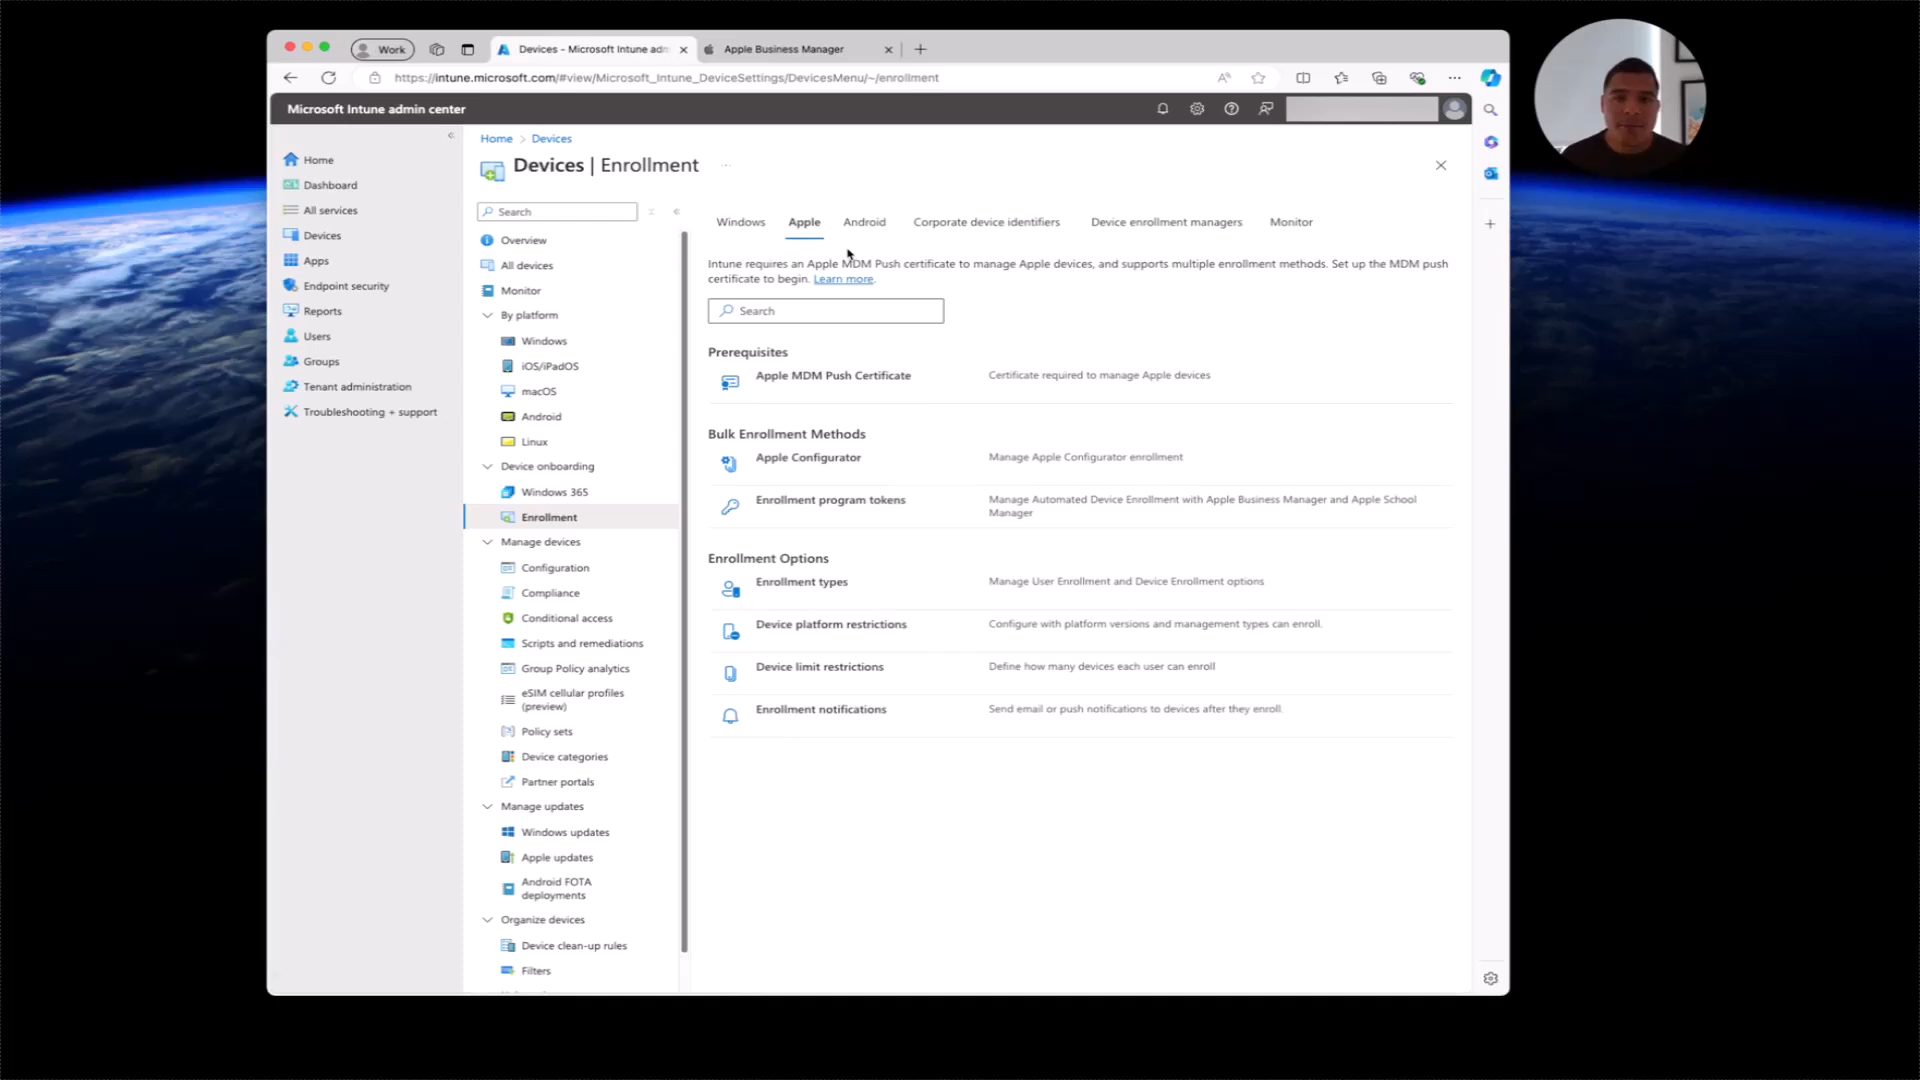 Work
Devices - Microsoft Intune adm
Apple Business Manager
https://intune.microsoft.com/#view/Microsoft_Intune_DeviceSettings/DevicesMenu/~/enrollment
Microsoft Intune admin center
Home
Dashboard
All services
Devices
Apps
Endpoint security
Reports
Users
Groups
Tenant administration
Troubleshooting + support
Home > Devices
Devices | Enrollment
Search
Overview
All devices
Monitor
By platform
Windows
iOS/iPadOS
macOS
Android
Linux
Device onboarding
Windows 365
Enrollment
Manage devices
Configuration
Compliance
Conditional access
Scripts and remediations
Group Policy analytics
eSIM cellular profiles
(preview)
Policy sets
Device categories
Partner portals
Manage updates
Windows updates
Apple updates
Android FOTA
deployments
Organize devices
Device clean-up rules
Filters
Windows Apple Android Corporate device identifiers Device enrollment managers Monitor
Intune requires an Apple MDM Push certificate to manage Apple devices, and supports multiple enrollment methods. Set up the MDM push
certificate to begin. Learn more.
Search
Prerequisites
Apple MDM Push Certificate Certificate required to manage Apple devices
Bulk Enrollment Methods
Apple Configurator Manage Apple Configurator enrollment
Enrollment program tokens Manage Automated Device Enrollment with Apple Business Manager and Apple School
Manager
Enrollment Options
Enrollment types Manage User Enrollment and Device Enrollment options
Device platform restrictions Configure with platform versions and management types can enroll.
Device limit restrictions Define how many devices each user can enroll
Enrollment notifications Send email or push notifications to devices after they enroll.